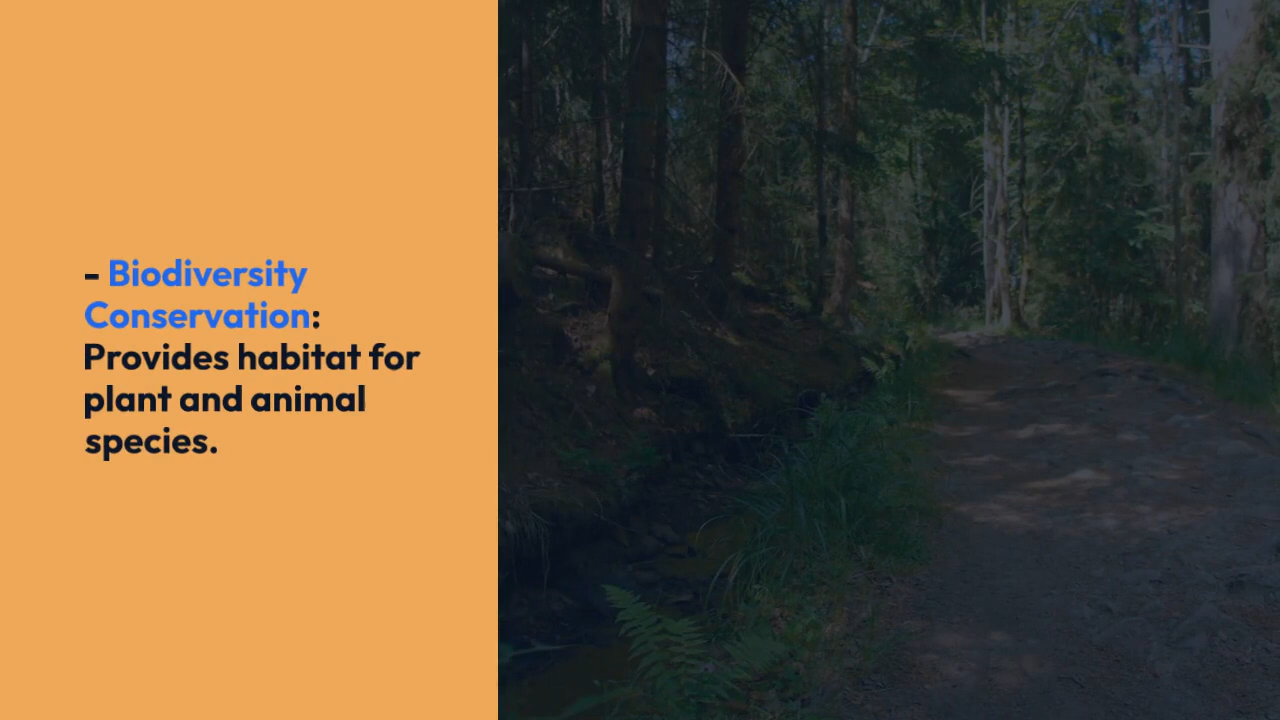 - Biodiversity
Conservation:
Provides habitat for
plant and animal
species.